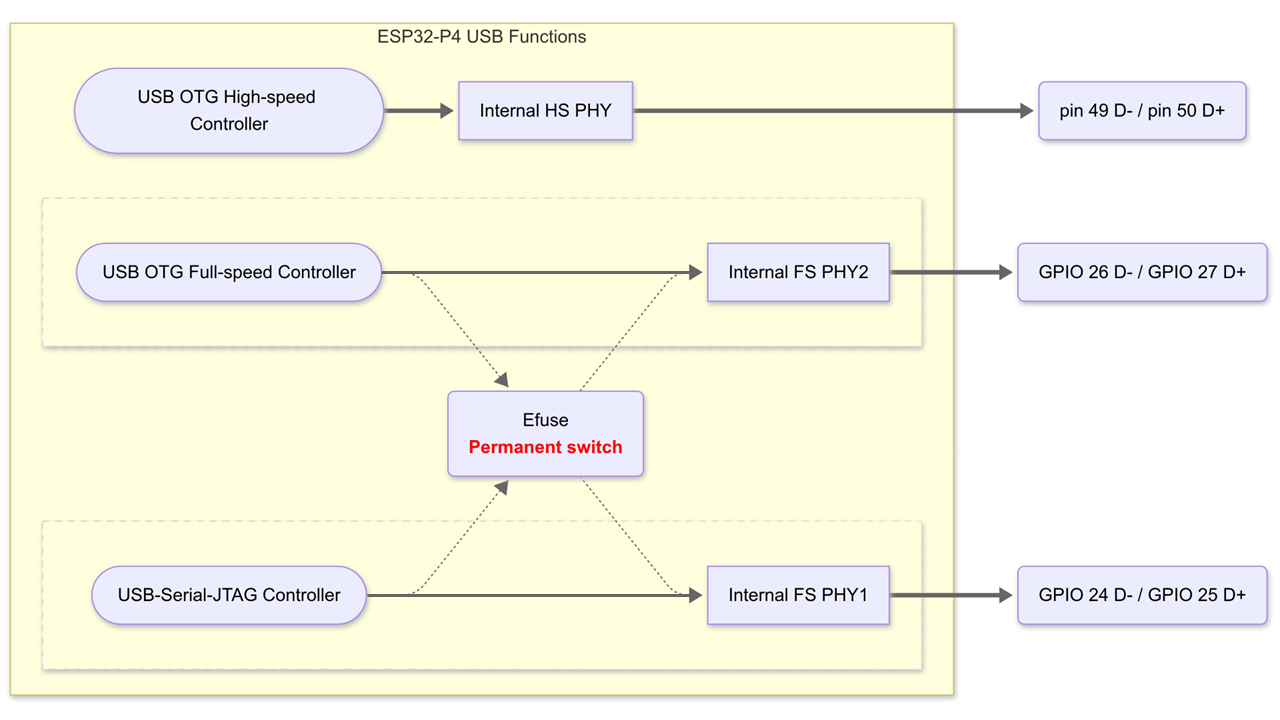 ESP32-P4 USB Functions
USB OTG High-speed
Controller
Internal HS PHY
pin 49 D- / pin 50 D+
USB OTG Full-speed Controller
Internal FS PHY2
GPIO 26 D- / GPIO 27 D+
Efuse
Permanent switch
USB-Serial-JTAG Controller
Internal FS PHY1
GPIO 24 D- / GPIO 25 D+